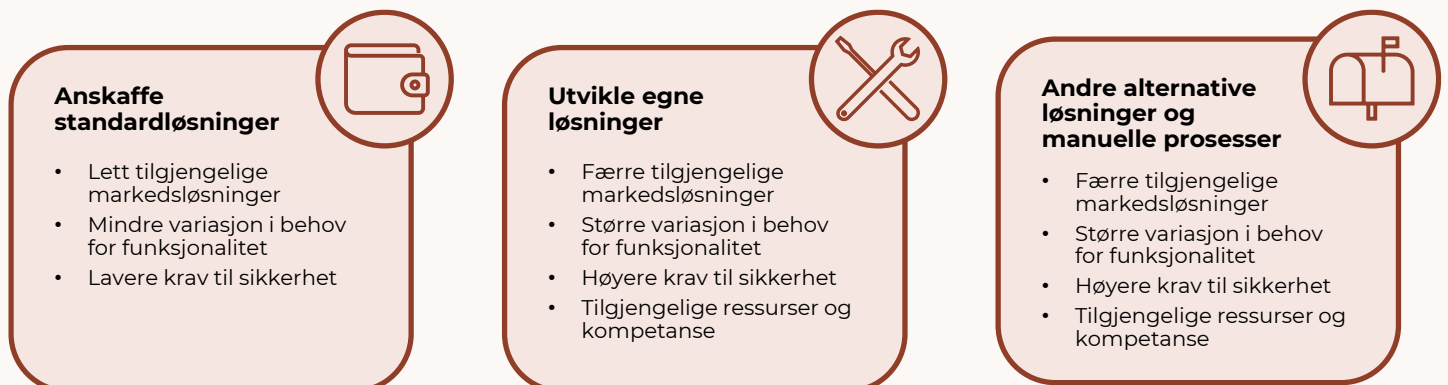 Anskaffe
standardløsninger
• Lett tilgjengelige
markedsløsninger
• Mindre variasjon i behov
for funksjonalitet
• Lavere krav til sikkerhet
Utvikle egne
løsninger
• Færre tilgjengelige
markedsløsninger
• Større variasjon i behov
for funksjonalitet
• Høyere krav til sikkerhet
• Tilgjengelige ressurser og
kompetanse
Andre alternative
løsninger og
manuelle prosesser
• Færre tilgjengelige
markedsløsninger
• Større variasjon i behov
for funksjonalitet
• Høyere krav til sikkerhet
• Tilgjengelige ressurser og
kompetanse